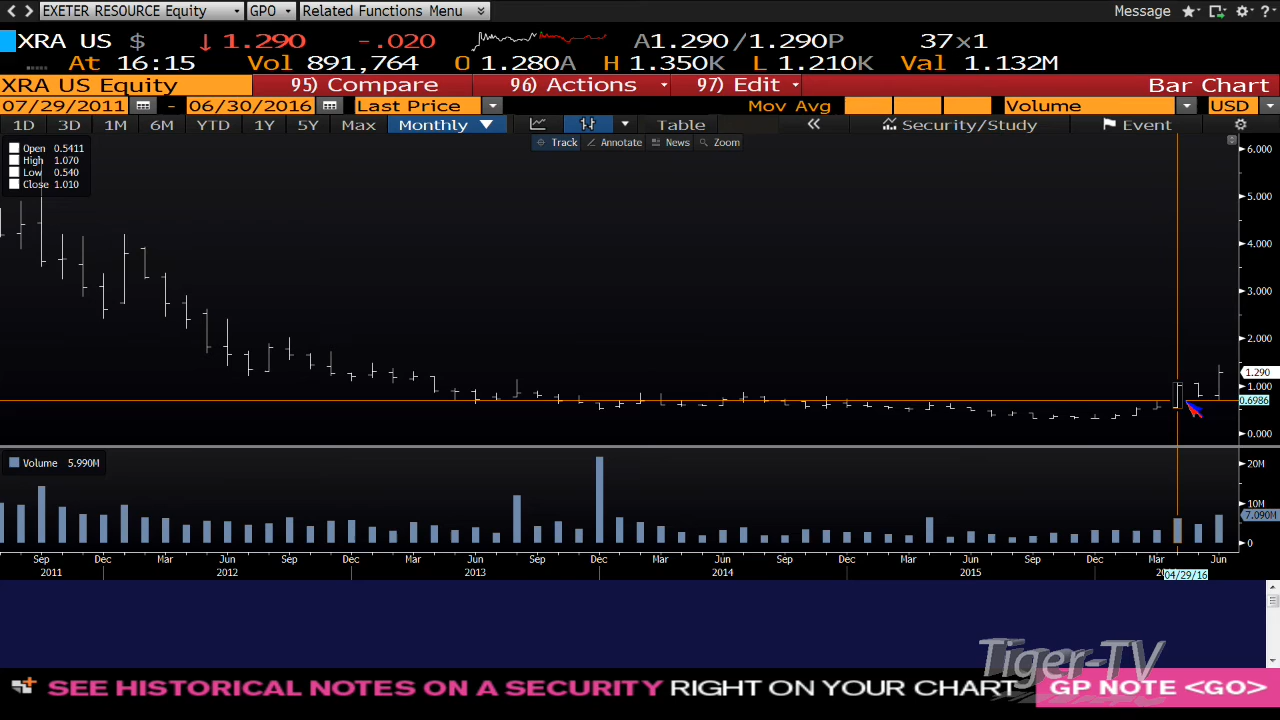 EXETER RESOURCE Equity GPO Related Functions Menu Message ?
XRA US $ ↓ 1.290 -.020 A1.290/1.290P 37x1
At 16:15 Vol 891,764 O 1.280A H 1.350K L 1.210K Val 1.132M
XRA US Equity 95) Compare 96) Actions 97) Edit Bar Chart
07/29/2011 - 06/30/2016 Last Price Mov Avg Volume USD
1D 3D 1M 6M YTD 1Y 5Y Max Monthly Table « Security/Study Event
Track Annotate News Zoom
Open 0.5411
High 1.070
Low 0.540
Close 1.010
6.000
5.000
4.000
3.000
2.000
1.290
1.000
0.6986
0.000
Volume 5.990M
20M
10M
7.090M
0
Sep Dec Mar Jun Sep Dec Mar Jun Sep Dec Mar Jun Sep Dec Mar Jun Sep Dec Mar Jun
2011 2012 2013 2014 2015 04/29/16
Tiger-TV
SEE HISTORICAL NOTES ON A SECURITY RIGHT ON YOUR CHART GP NOTE <GO>